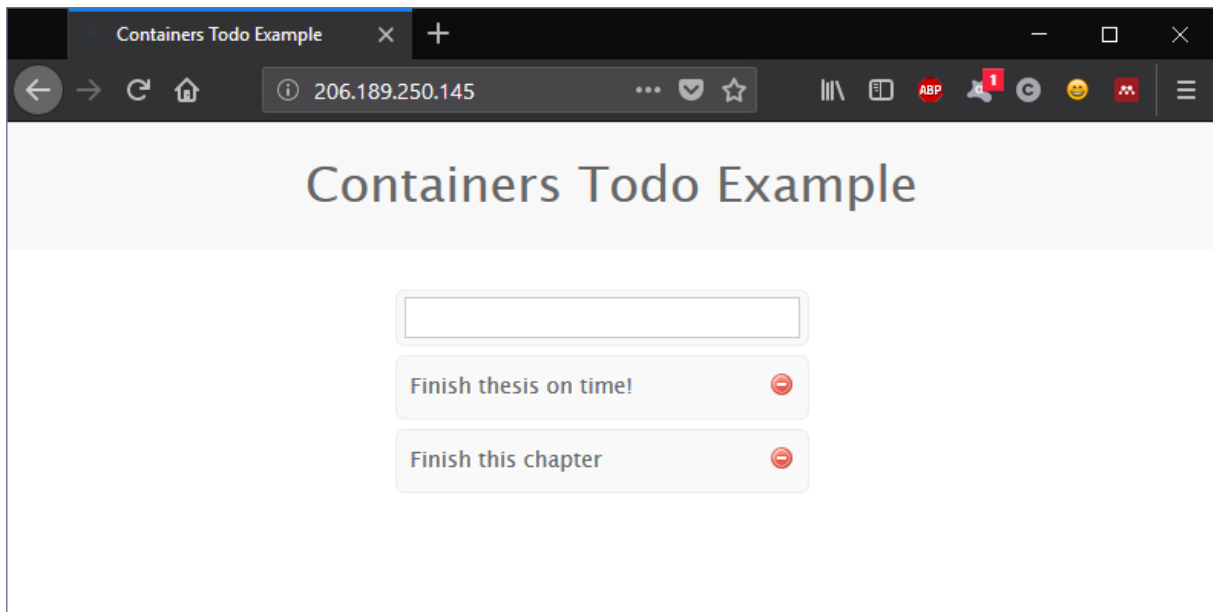 Containers Todo Example
206.189.250.145
ABP
1
C
Containers Todo Example
Finish thesis on time!
Finish this chapter